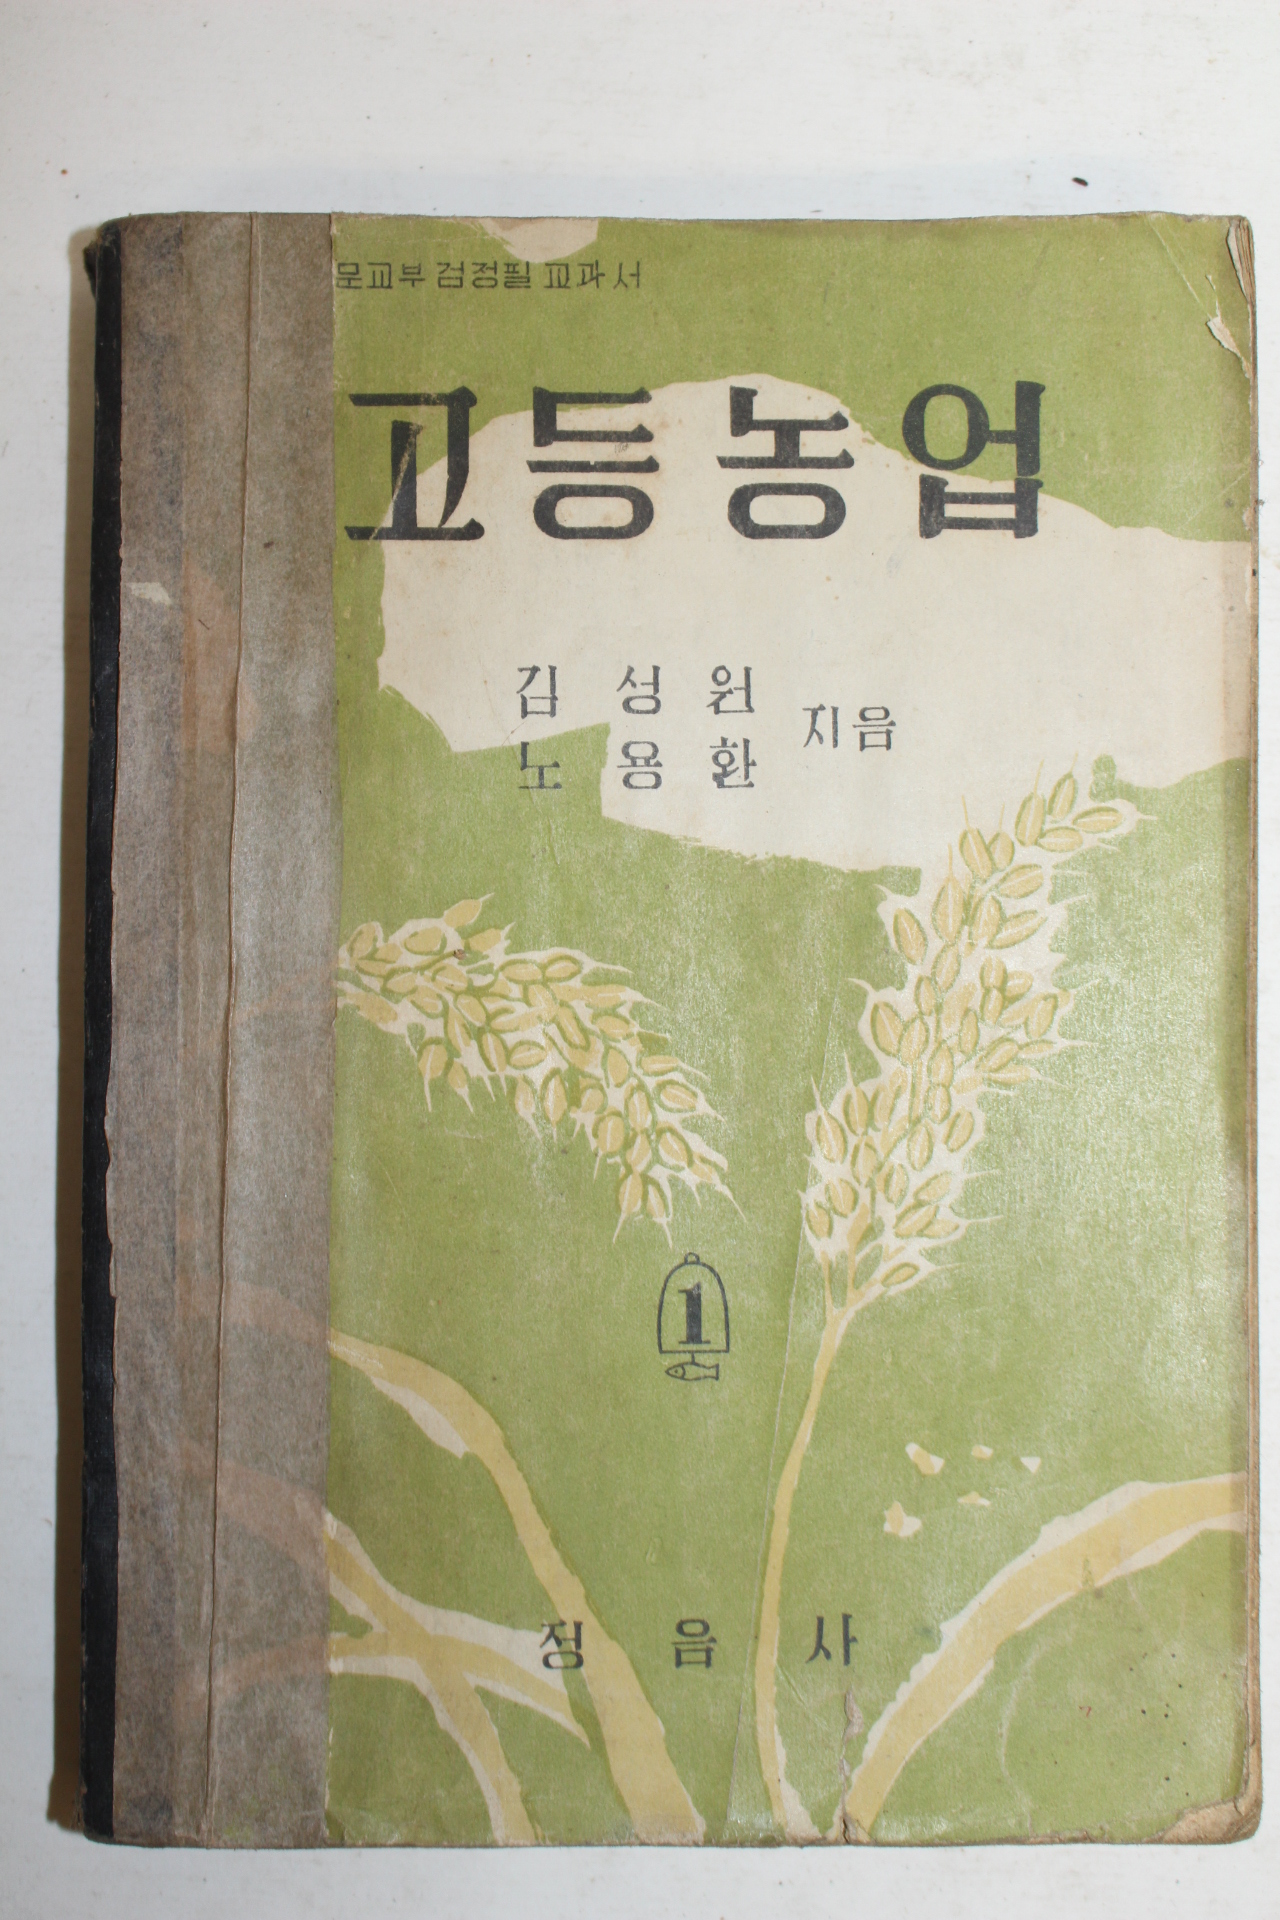 문교부 검정필 교과서
고등농업
김성원
노용환
지음
1
정음사